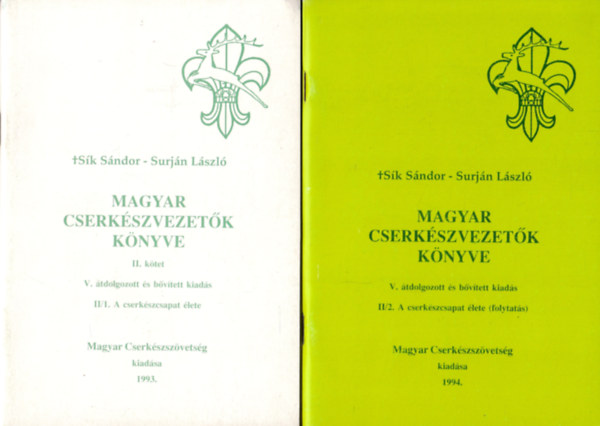 †Sík Sándor - Surján László
MAGYAR
CSERKÉSZVEZETŐK
KÖNYVE
II. kötet
V. átdolgozott és bővített kiadás
II/1. A cserkészcsapat élete
Magyar Cserkészszövetség
kiadása
1993.
†Sík Sándor - Surján László
MAGYAR
CSERKÉSZVEZETŐK
KÖNYVE
V. átdolgozott és bővített kiadás
II/2. A cserkészcsapat élete (folytatás)
Magyar Cserkészszövetség
kiadása
1994.